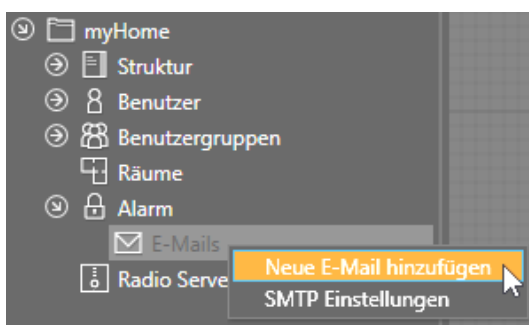 myHome
Struktur
Benutzer
Benutzergruppen
Räume
Alarm
E-Mails
Neue E-Mail hinzufügen
Radio Serve
SMTP Einstellungen